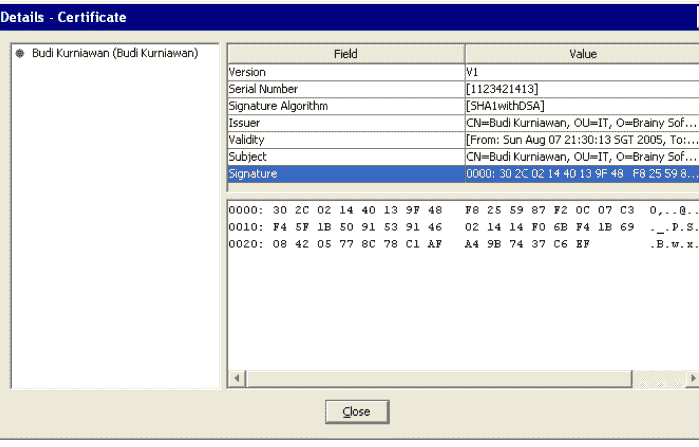 Details - Certificate
Budi Kurniawan (Budi Kurniawan)
Field Value
Version V1
Serial Number [1123421413]
Signature Algorithm [SHA1withDSA]
Issuer CN=Budi Kurniawan, OU=IT, O=Brainy Sof...
Validity [From: Sun Aug 07 21:30:13 SGT 2005, To:...
Subject CN=Budi Kurniawan, OU=IT, O=Brainy Sof...
Signature 0000: 30 2C 02 14 40 13 9F 48 F8 25 59 8...
0000: 30 2C 02 14 40 13 9F 48 F8 25 59 87 F2 0C 07 C3 0,..@..
0010: F4 5F 1B 50 91 53 91 46 02 14 14 F0 6B F4 1B 69 ._.P.S.
0020: 08 42 05 77 8C 78 C1 AF A4 9B 74 37 C6 EF .B.w.x.
Close